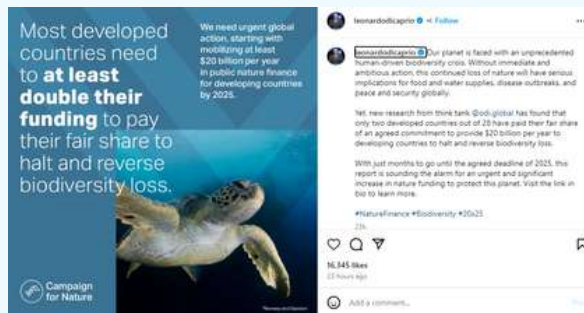 Most developed
countries need
to at least
double their
funding to pay
their fair share to
halt and reverse
biodiversity loss.
We need urgent global
action, starting with
mobilizing at least
$20 billion per year
in public nature finance
for developing countries
by 2025.
Campaign
for Nature
leonardodicaprio
Follow
leonardodicaprio Our planet is faced with an unprecedented
human-driven biodiversity crisis. Without immediate and
ambitious action, this continued loss of nature will have serious
implications for food and water supplies, disease outbreaks, and
peace and security globally.
Yet, new research from think tank @odi.global has found that
only two developed countries out of 28 have paid their fair share
of an agreed commitment to provide $20 billion per year to
developing countries to halt and reverse biodiversity loss.
With just months to go until the agreed deadline of 2025, this
report is sounding the alarm for an urgent and significant
increase in nature funding to protect this planet. Visit the link in
bio to learn more.
#NatureFinance #Biodiversity #20x25
23h
16,345 likes
23 hours ago
Add a comment...